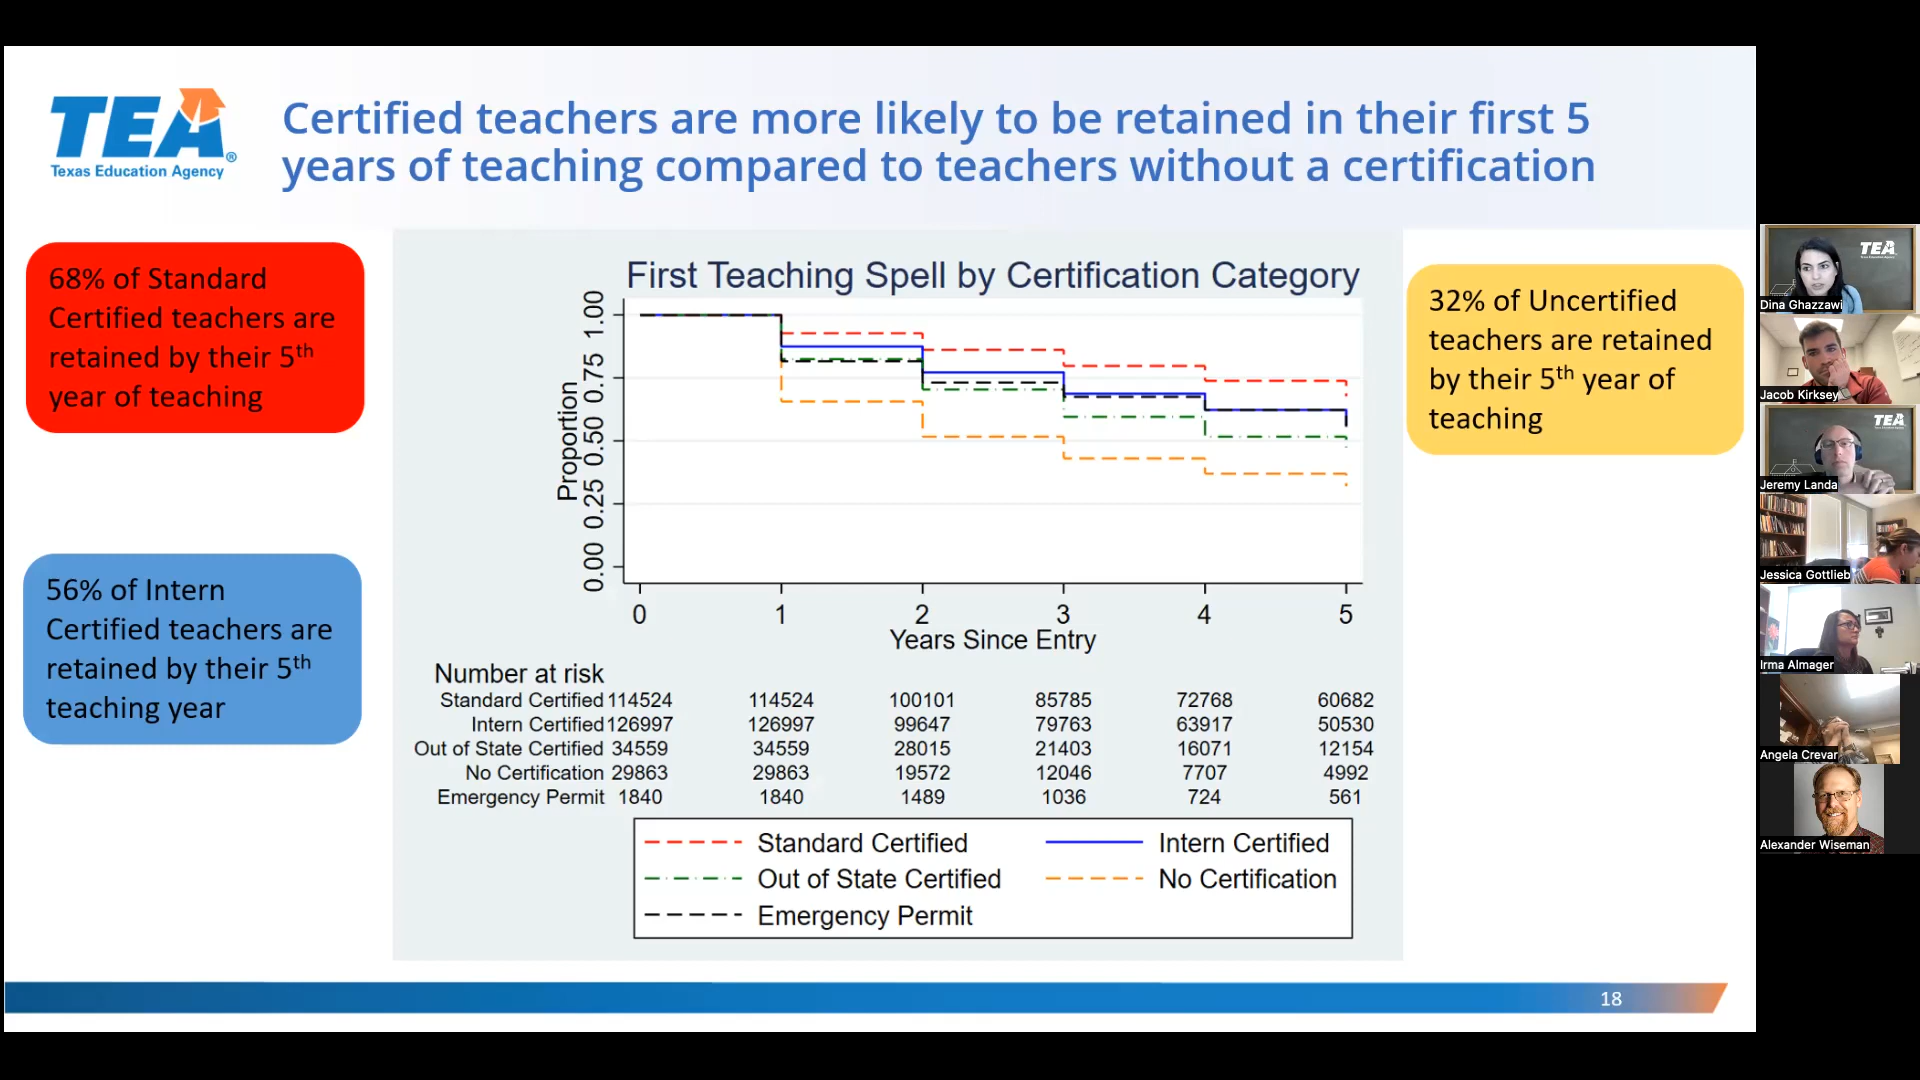 TEA
Texas Education Agency
Certified teachers are more likely to be retained in their first 5
years of teaching compared to teachers without a certification
68% of Standard
Certified teachers are
retained by their 5th
year of teaching
56% of Intern
Certified teachers are
retained by their 5th
teaching year
First Teaching Spell by Certification Category
Proportion
1.00
0.75
0.50
0.25
0.00
0 1 2 3 4 5
Years Since Entry
Number at risk
Standard Certified 114524 114524 100101 85785 72768 60682
Intern Certified 126997 126997 99647 79763 63917 50530
Out of State Certified 34559 34559 28015 21403 16071 12154
No Certification 29863 29863 19572 12046 7707 4992
Emergency Permit 1840 1840 1489 1036 724 561
Standard Certified Intern Certified
Out of State Certified No Certification
Emergency Permit
32% of Uncertified
teachers are retained
by their 5th year of
teaching
18
TEA
Dina Ghazzawi
Jacob Kirksey
TEA
Jeremy Landa
Jessica Gottlieb
Irma Almager
Angela Crevar
Alexander Wiseman